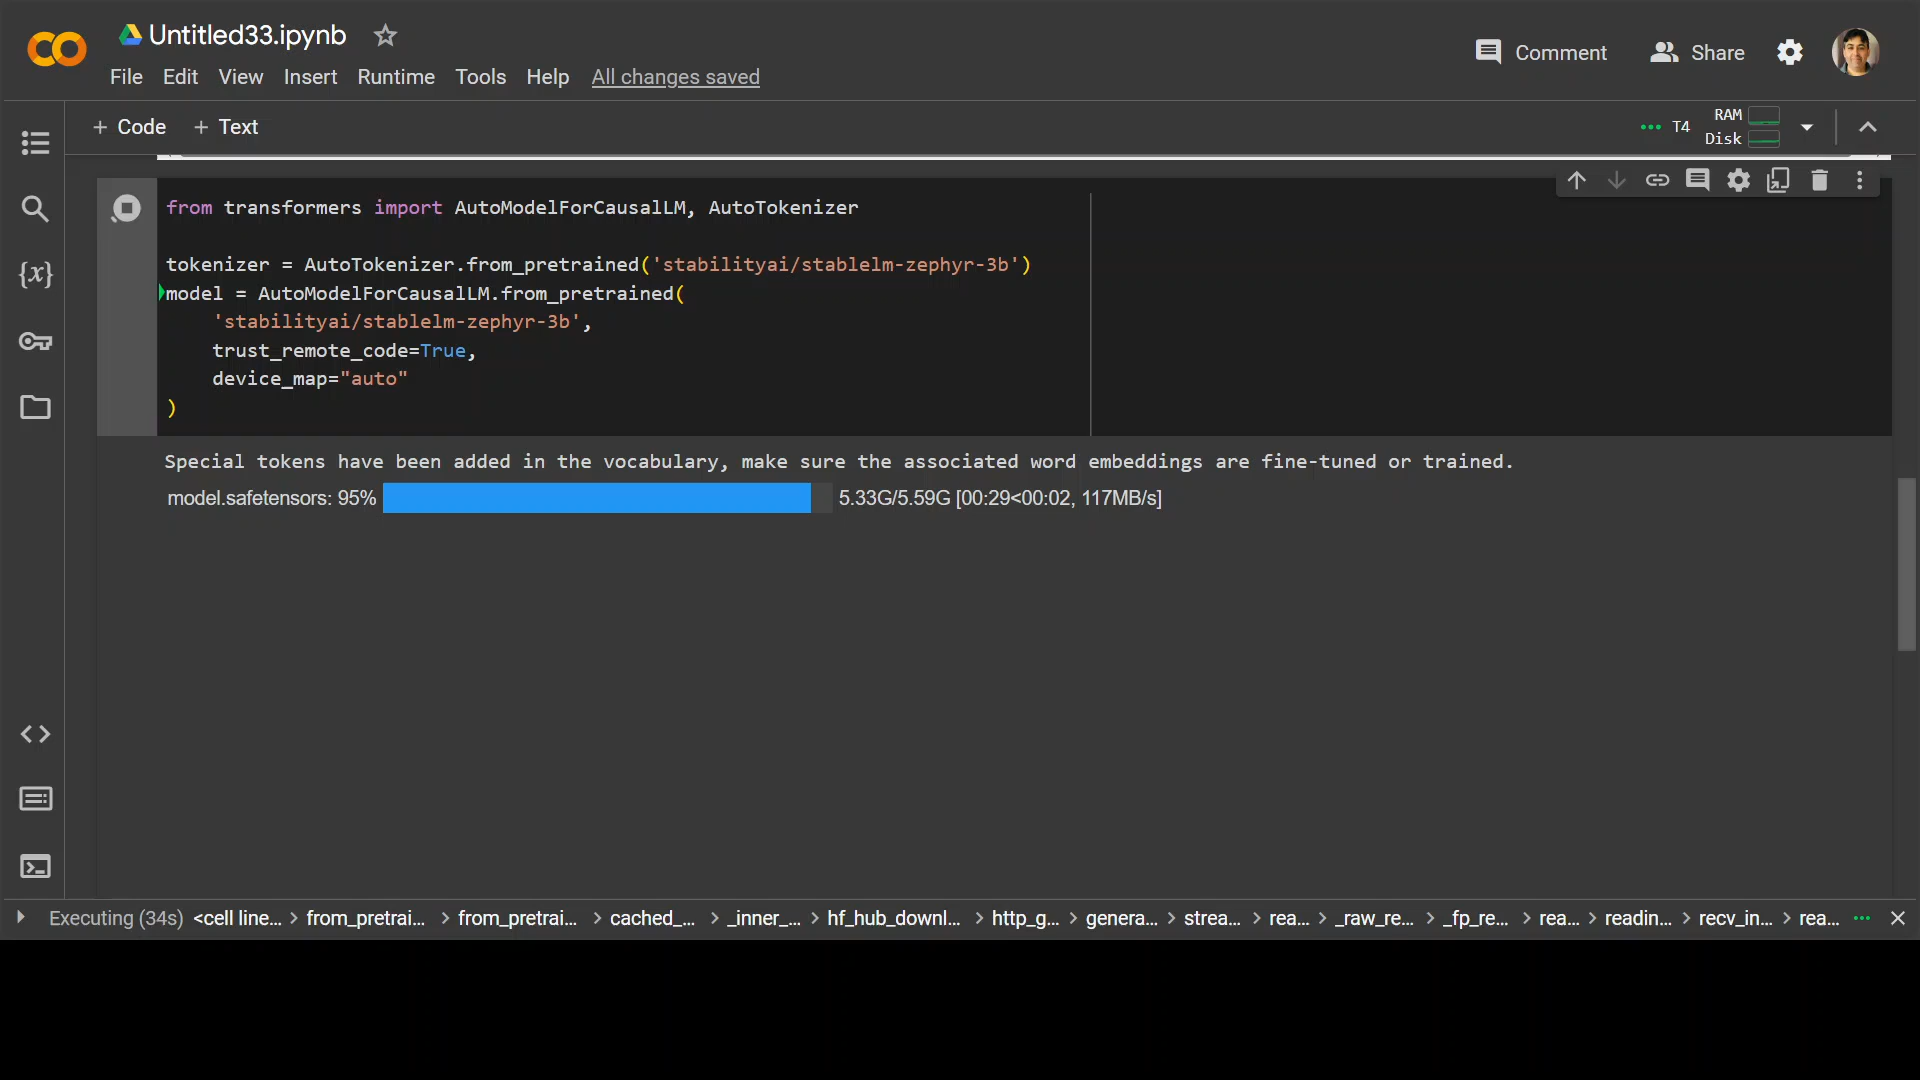 Untitled33.ipynb
Comment
Share
File Edit View Insert Runtime Tools Help All changes saved
+ Code + Text
T4
RAM
Disk
from transformers import AutoModelForCausalLM, AutoTokenizer
tokenizer = AutoTokenizer.from_pretrained('stabilityai/stablelm-zephyr-3b')
model = AutoModelForCausalLM.from_pretrained(
'stabilityai/stablelm-zephyr-3b',
trust_remote_code=True,
device_map="auto"
)
{x}
Special tokens have been added in the vocabulary, make sure the associated word embeddings are fine-tuned or trained.
model.safetensors: 95% 5.33G/5.59G [00:29<00:02, 117MB/s]
Executing (34s) <cell line... > from_pretrai... > from_pretrai... > cached_... > _inner_... > hf_hub_downl... > http_g... > genera... > strea... > rea... > _raw_re... > _fp_re... > rea... > readin... > recv_in... > rea...